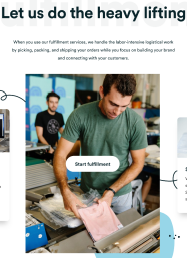 Let us do the heavy lifting
When you use our fulfillment services, we handle the labor-intensive logistical work
by picking, packing, and shipping your orders while you focus on building your brand
and connecting with your customers.
Start fulfillment